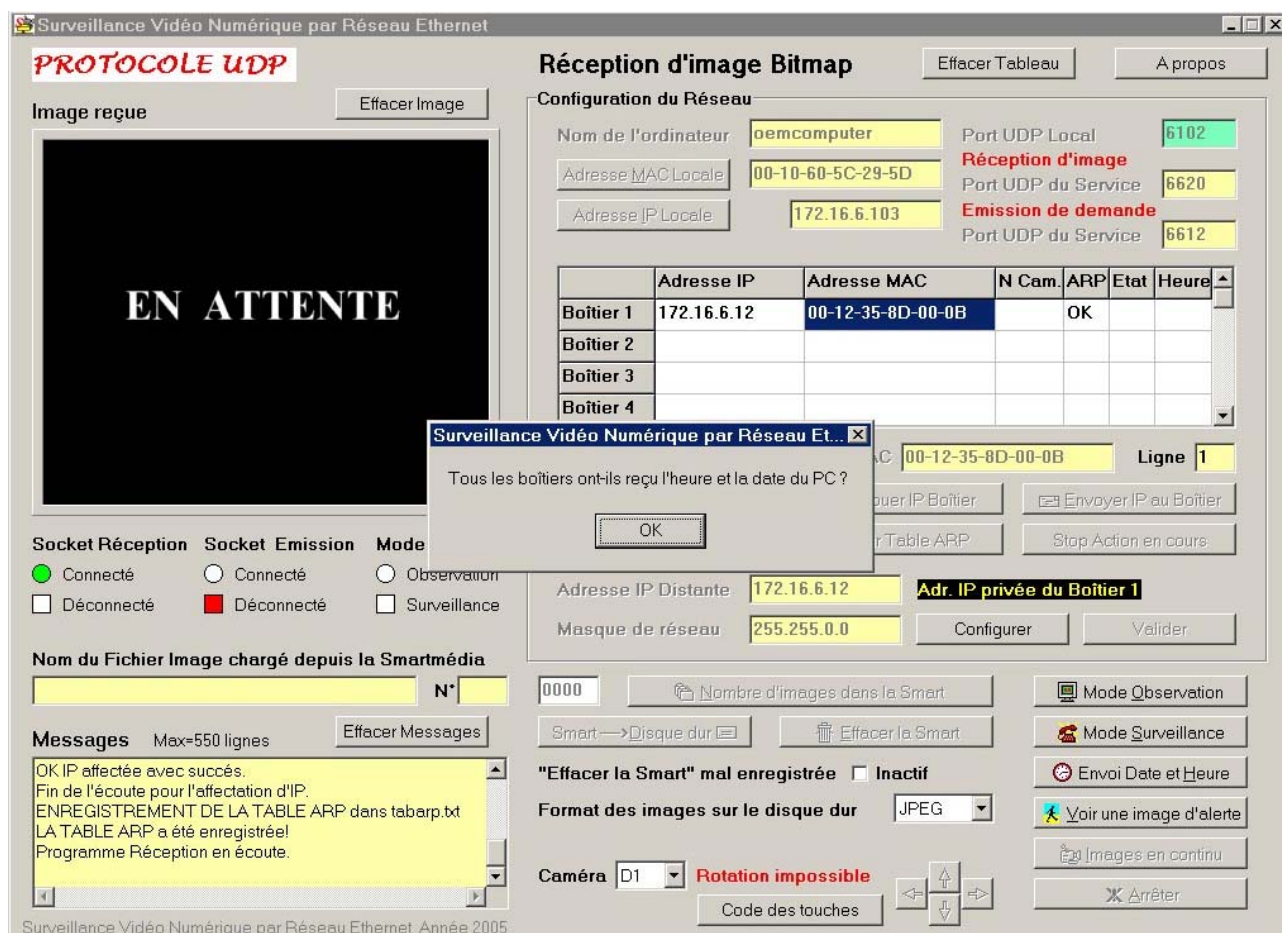 Surveillance Vidéo Numérique par Réseau Ethernet
PROTOCOLE UDP
Réception d'image Bitmap
Effacer Tableau
A propos
Image reçue
Effacer Image
EN ATTENTE
Configuration du Réseau
Nom de l'ordinateur
oemcomputer
Port UDP Local
6102
Adresse MAC Locale
00-10-60-5C-29-5D
Réception d'image
Port UDP du Service
6620
Adresse IP Locale
172.16.6.103
Emission de demande
Port UDP du Service
6612
Adresse IP Adresse MAC N Cam. ARP Etat Heure
Boîtier 1 172.16.6.12 00-12-35-8D-00-0B OK
Boîtier 2
Boîtier 3
Boîtier 4
Surveillance Vidéo Numérique par Réseau Et...
Tous les boîtiers ont-ils reçu l'heure et la date du PC ?
OK
00-12-35-8D-00-0B
Ligne 1
IP Boîtier
Envoyer IP au Boîtier
Table ARP
Stop Action en cours
Adresse IP Distante
172.16.6.12
Adr. IP privée du Boîtier 1
Masque de réseau
255.255.0.0
Configurer
Valider
Socket Réception
Connecté
Déconnecté
Socket Emission
Connecté
Déconnecté
Mode
Observation
Surveillance
Nom du Fichier Image chargé depuis la Smartmédia
N°
Messages Max=550 lignes
Effacer Messages
OK IP affectée avec succés.
Fin de l'écoute pour l'affectation d'IP.
ENREGISTREMENT DE LA TABLE ARP dans tabarp.txt
LA TABLE ARP a été enregistrée!
Programme Réception en écoute.
0000
Nombre d'images dans la Smart
Smart-->Disque dur
Effacer la Smart
"Effacer la Smart" mal enregistrée
Inactif
Format des images sur le disque dur
JPEG
Caméra D1
Rotation impossible
Code des touches
Mode Observation
Mode Surveillance
Envoi Date et Heure
Voir une image d'alerte
Images en continu
Arrêter
Surveillance Vidéo Numérique par Réseau Ethernet Année 2005